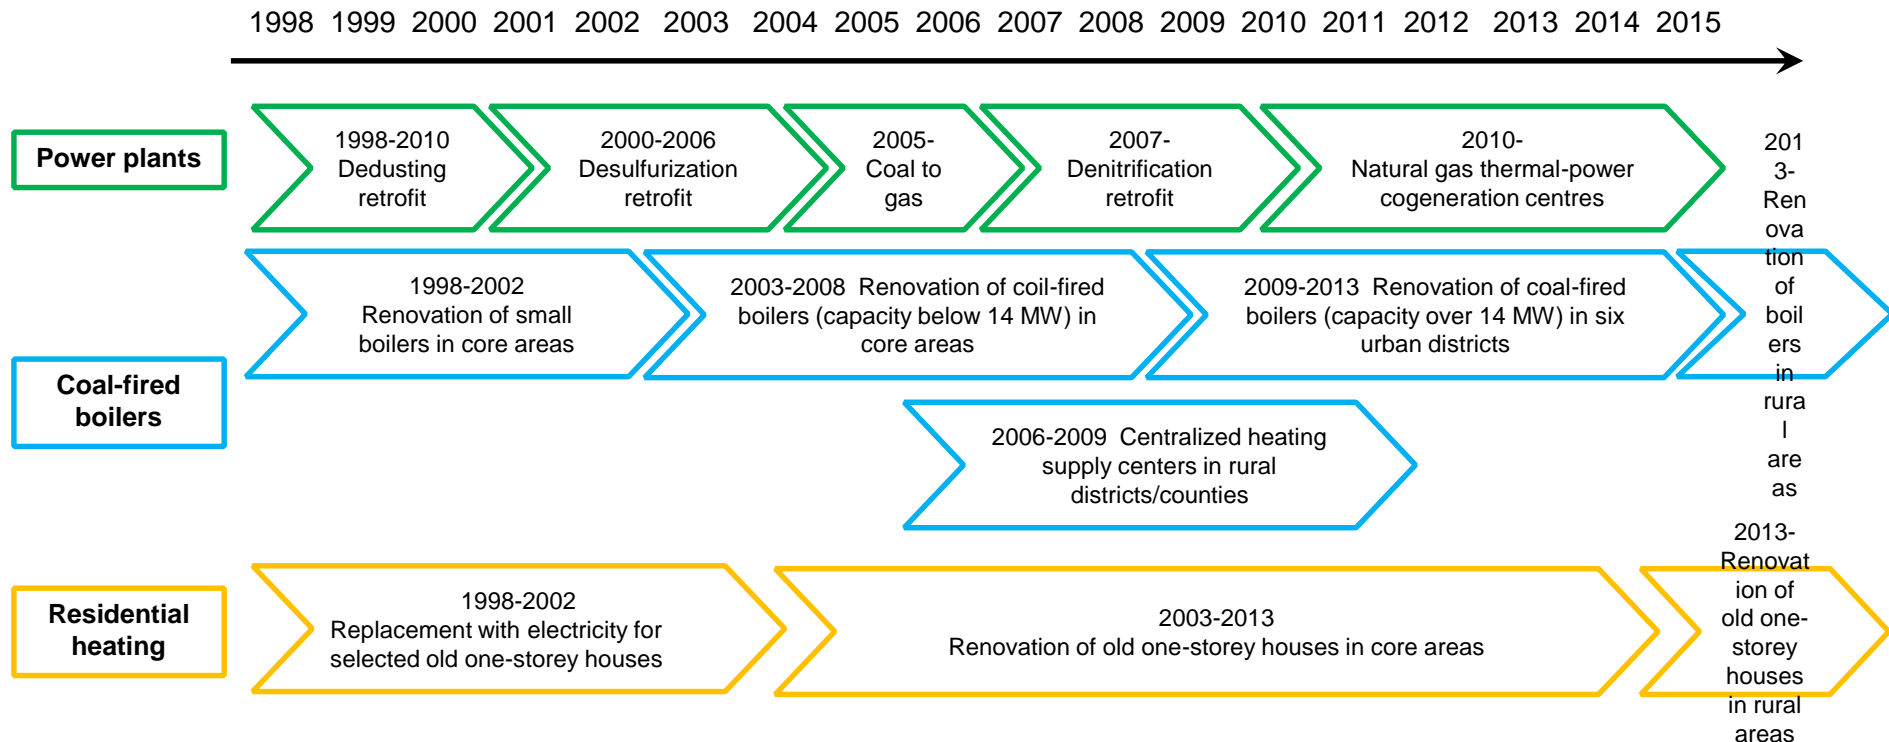 1998 1999 2000 2001 2002 2003 2004 2005 2006 2007 2008 2009 2010 2011 2012 2013 2014 2015
Power plants
1998-2010
Dedusting
retrofit
2000-2006
Desulfurization
retrofit
2005-
Coal to
gas
2007-
Denitrification
retrofit
2010-
Natural gas thermal-power
cogeneration centres
Coal-fired
boilers
1998-2002
Renovation of small
boilers in core areas
2003-2008 Renovation of coil-fired
boilers (capacity below 14 MW) in
core areas
2009-2013 Renovation of coal-fired
boilers (capacity over 14 MW) in six
urban districts
201
3-
Ren
ova
tion
of
boil
ers
in
rura
l
are
as
2006-2009 Centralized heating
supply centers in rural
districts/counties
Residential
heating
1998-2002
Replacement with electricity for
selected old one-storey houses
2003-2013
Renovation of old one-storey houses in core areas
2013-
Renovat
ion of
old one-
storey
houses
in rural
areas